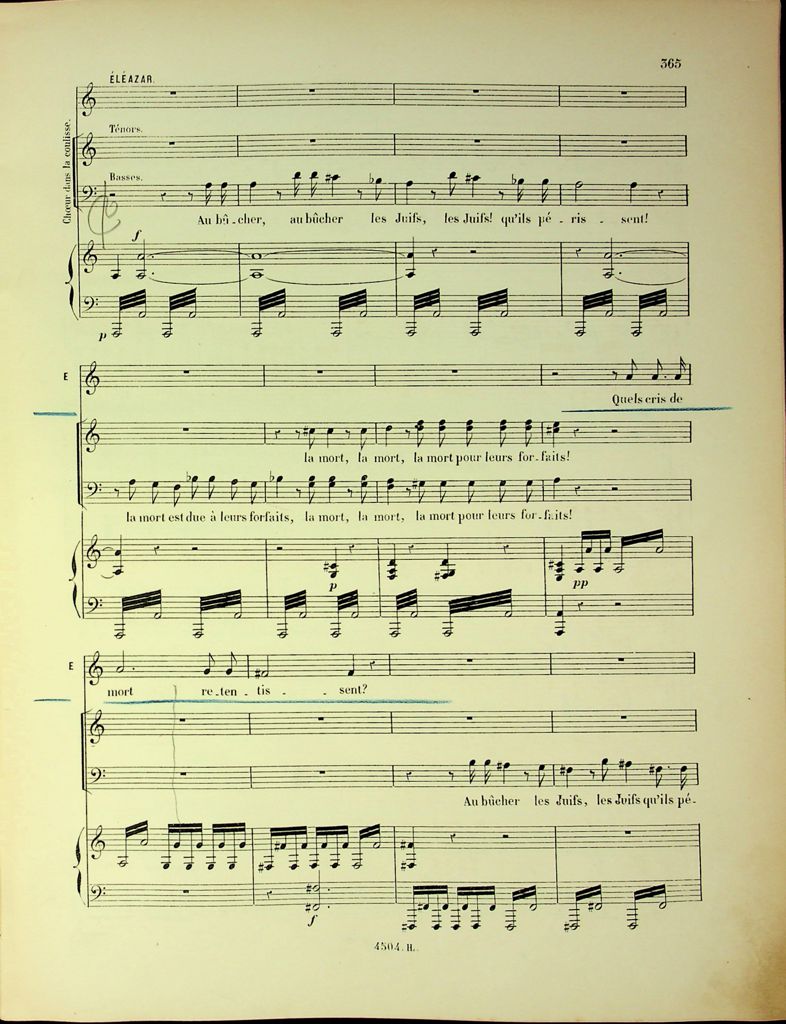 365
ÉLÉAZAR.
Chœur dans la coulisse.
Ténors.
Basses.
Au bû-cher, au bûcher les Juifs, les Juifs! qu'ils pé - ris - sent!
f
p
E
Quels cris de
la mort, la mort, la mort pour leurs for-faits!
la mort est due à leurs forfaits, la mort, la mort, la mort pour leurs for-faits!
p
pp
E
mort re-ten-tis - - sent?
Au bûcher les Juifs, les Juifs qu'ils pé-
f
4504. H.